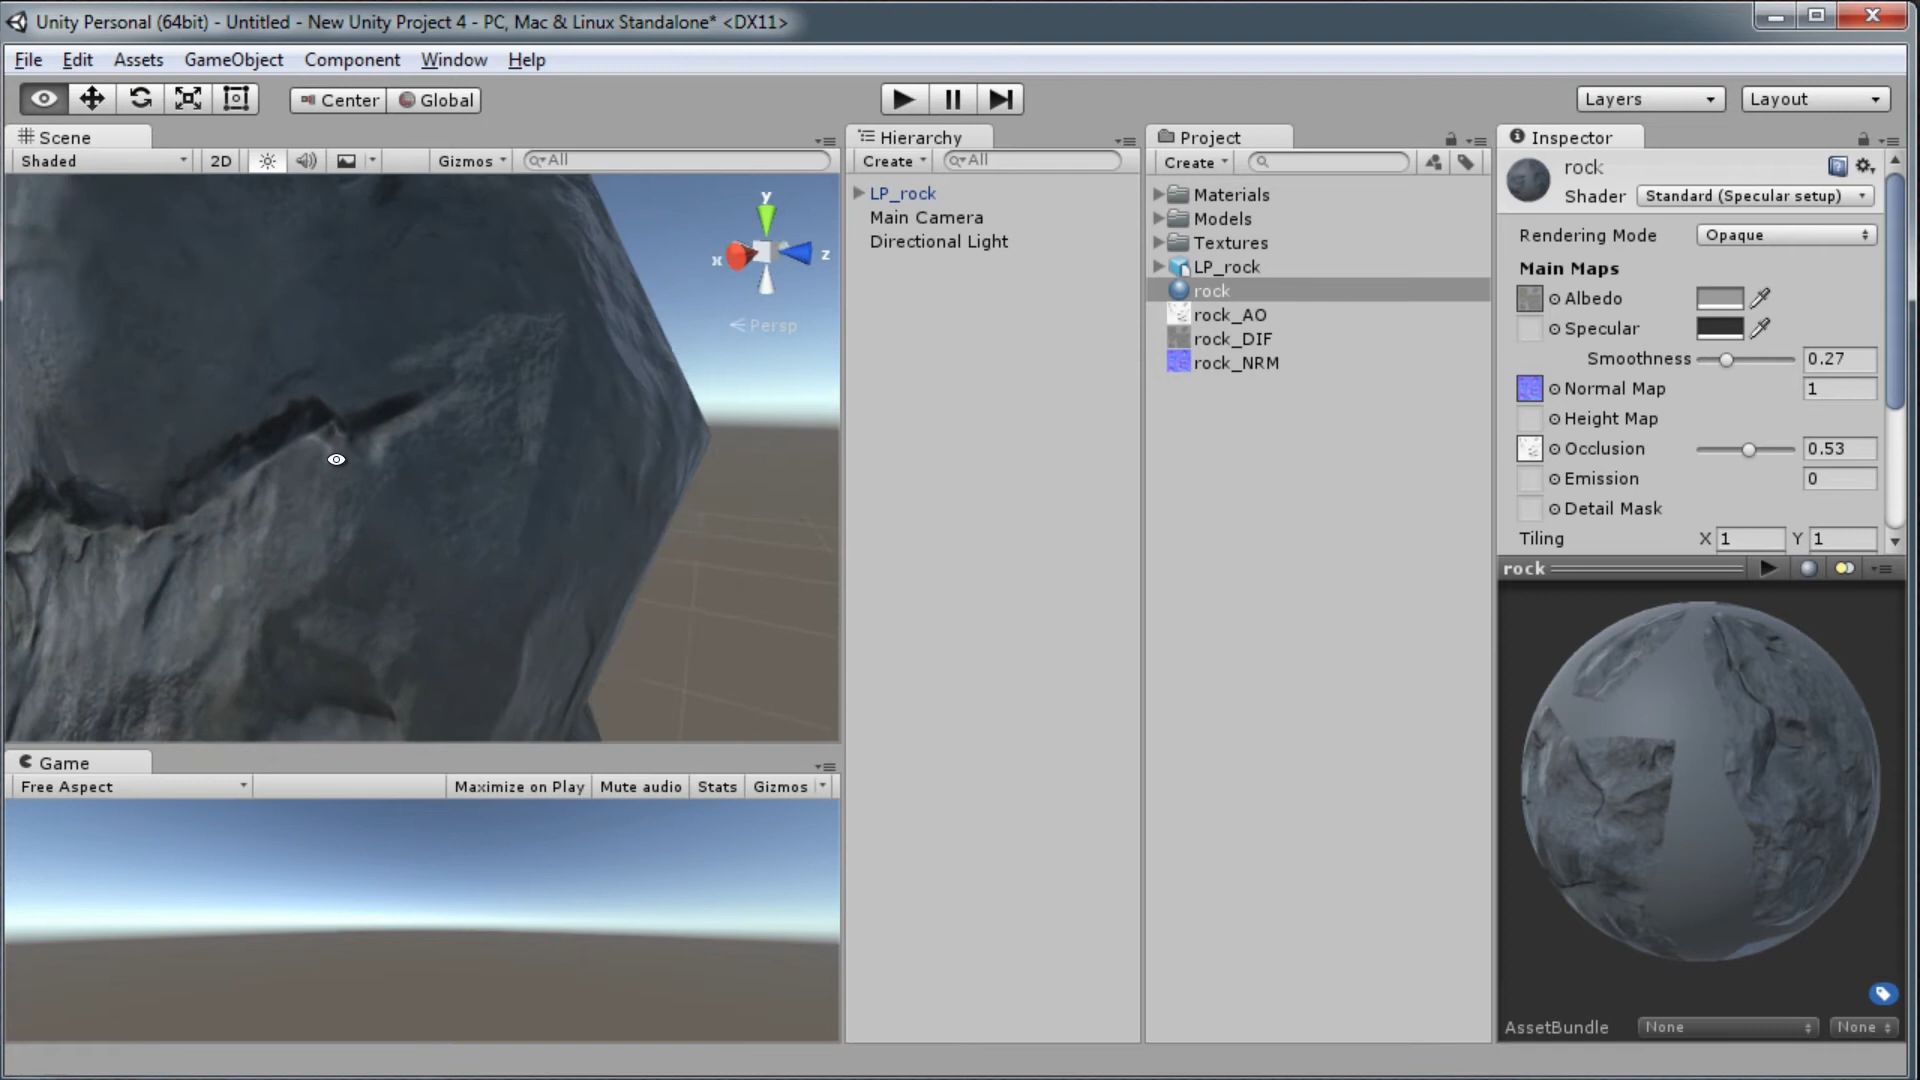 Unity Personal (64bit) - Untitled - New Unity Project 4 - PC, Mac & Linux Standalone* <DX11>
File Edit Assets GameObject Component Window Help
Center Global Layers Layout
Scene
Shaded 2D Gizmos All
y
x z
Persp
Game
Free Aspect Maximize on Play Mute audio Stats Gizmos
Hierarchy
Create All
LP_rock
Main Camera
Directional Light
Project
Create
Materials
Models
Textures
LP_rock
rock
rock_AO
rock_DIF
rock_NRM
Inspector
rock
Shader Standard (Specular setup)
Rendering Mode Opaque
Main Maps
Albedo
Specular
Smoothness 0.27
Normal Map 1
Height Map
Occlusion 0.53
Emission 0
Detail Mask
Tiling X 1 Y 1
rock
AssetBundle None None